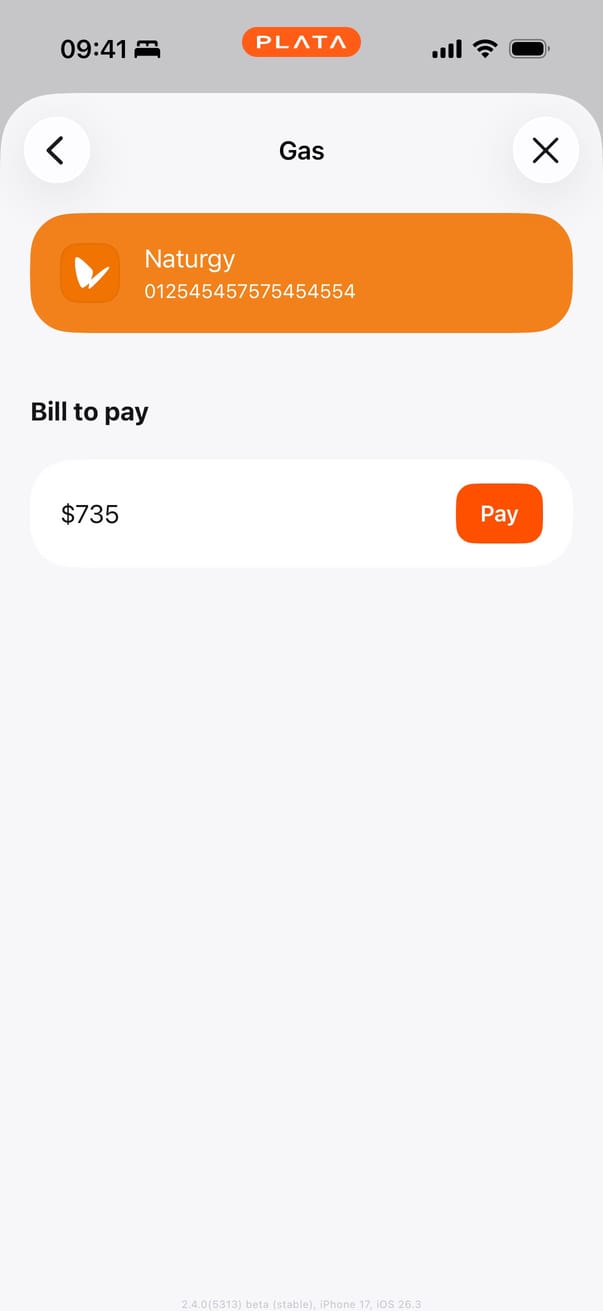 09:41
PLATA
Gas
Naturgy
012545457575454554
Bill to pay
$735
Pay
2.4.0(5313) beta (stable), iPhone 17, iOS 26.3